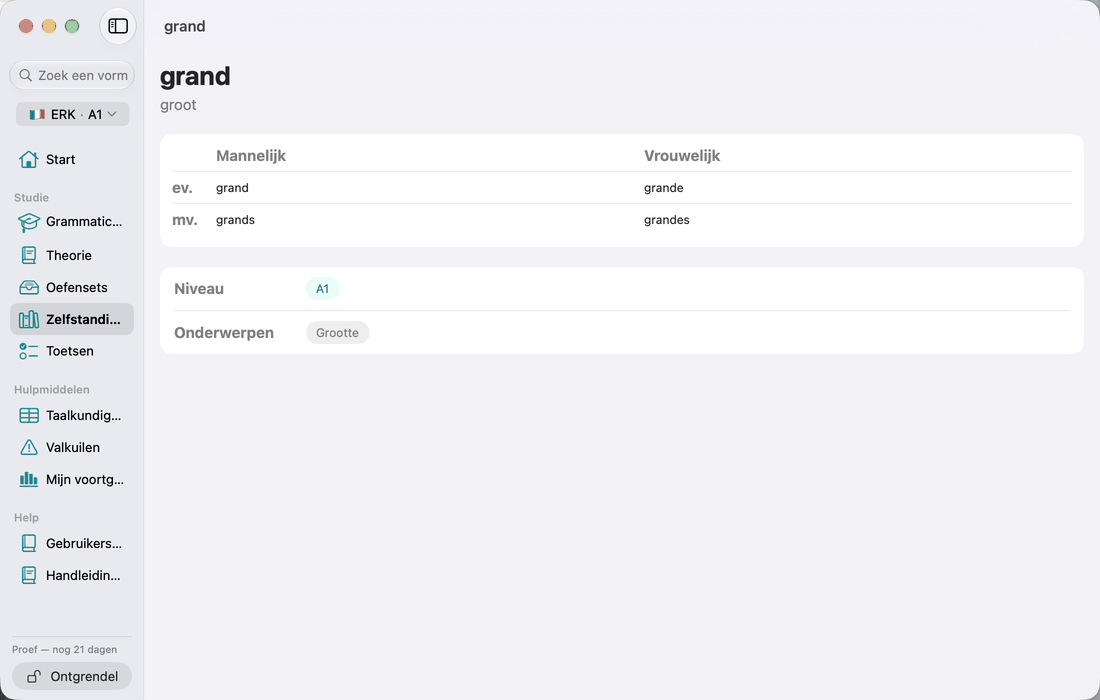 grand
Zoek een vorm
ERK · A1
Start
Studie
Grammatic...
Theorie
Oefensets
Zelfstandi...
Toetsen
Hulpmiddelen
Taalkundig...
Valkuilen
Mijn voortg...
Help
Gebruikers...
Handleidin...
Proef — nog 21 dagen
Ontgrendel
grand
groot
Mannelijk Vrouwelijk
ev. grand grande
mv. grands grandes
Niveau A1
Onderwerpen Grootte